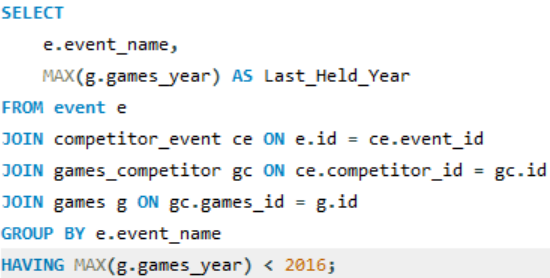 SELECT
e.event_name,
MAX(g.games_year) AS Last_Held_Year
FROM event e
JOIN competitor_event ce ON e.id = ce.event_id
JOIN games_competitor gc ON ce.competitor_id = gc.id
JOIN games g ON gc.games_id = g.id
GROUP BY e.event_name
HAVING MAX(g.games_year) < 2016;